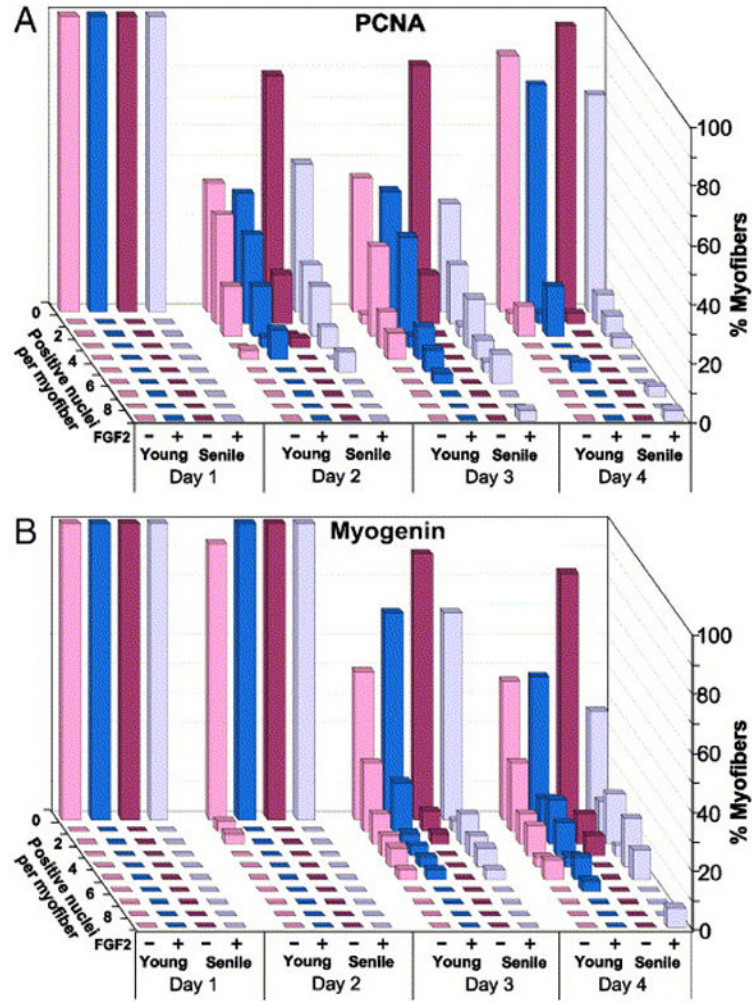 A
PCNA
100
80
60
40
20
0
% Myofibers
0
2
4
6
8
Positive nuclei
per myofiber
FGF2 − + − + − + − + − + − + − + − +
Young Senile Young Senile Young Senile Young Senile
Day 1 Day 2 Day 3 Day 4
B
Myogenin
100
80
60
40
20
0
% Myofibers
0
2
4
6
8
Positive nuclei
per myofiber
FGF2 − + − + − + − + − + − + − + − +
Young Senile Young Senile Young Senile Young Senile
Day 1 Day 2 Day 3 Day 4